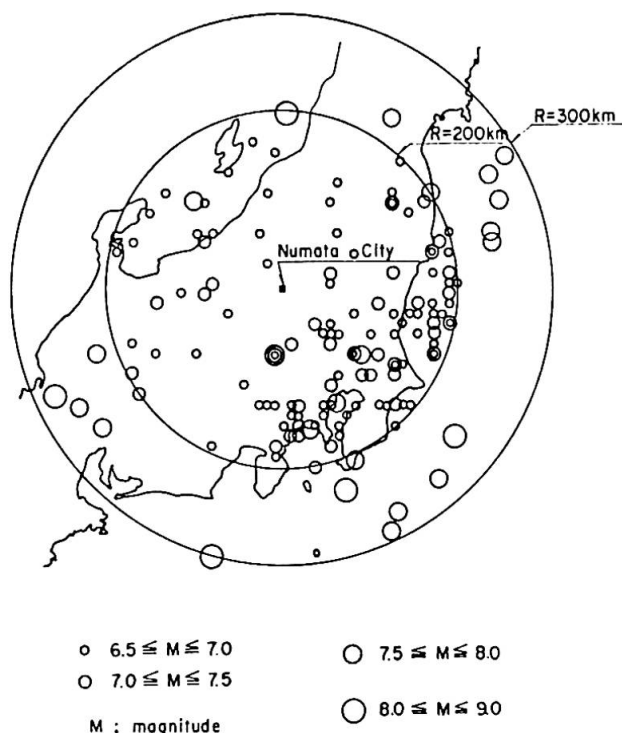 R=300km
R=200km
Numata City
6.5 ≦ M ≦ 7.0
7.0 ≦ M ≦ 7.5
7.5 ≦ M ≦ 8.0
8.0 ≦ M ≦ 9.0
M ; magnitude